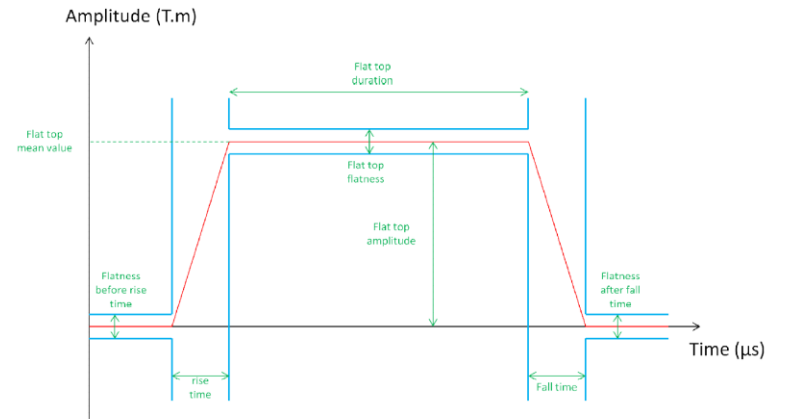 Amplitude (T.m)
Flat top
duration
Flat top
mean value
Flat top
flatness
Flat top
amplitude
Flatness
before rise
time
Flatness
after fall
time
Time (µs)
rise
time
Fall time